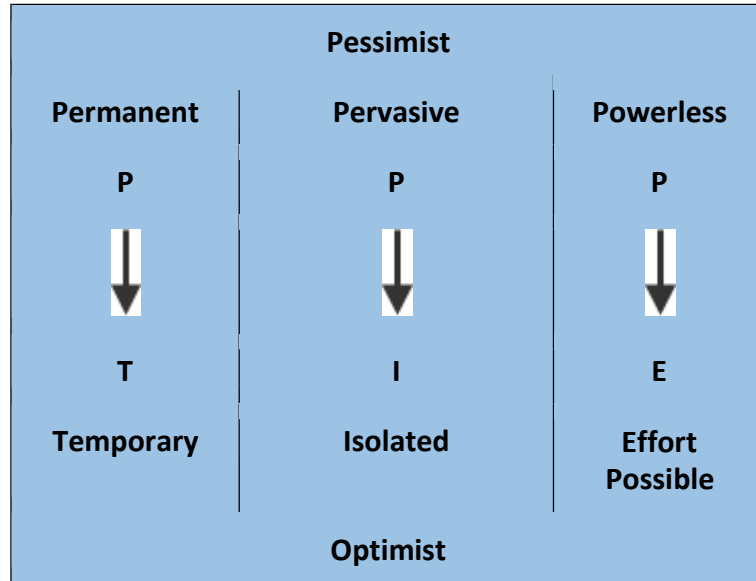 Pessimist
Permanent Pervasive Powerless
P P P
T I E
Temporary Isolated Effort
Possible
Optimist